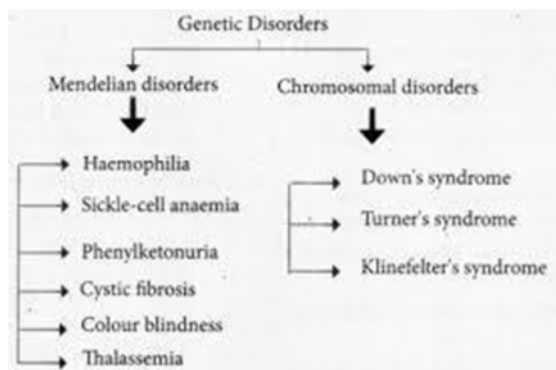 Genetic Disorders
Mendelian disorders
Chromosomal disorders
Haemophilia
Sickle-cell anaemia
Phenylketonuria
Cystic fibrosis
Colour blindness
Thalassemia
Down's syndrome
Turner's syndrome
Klinefelter's syndrome